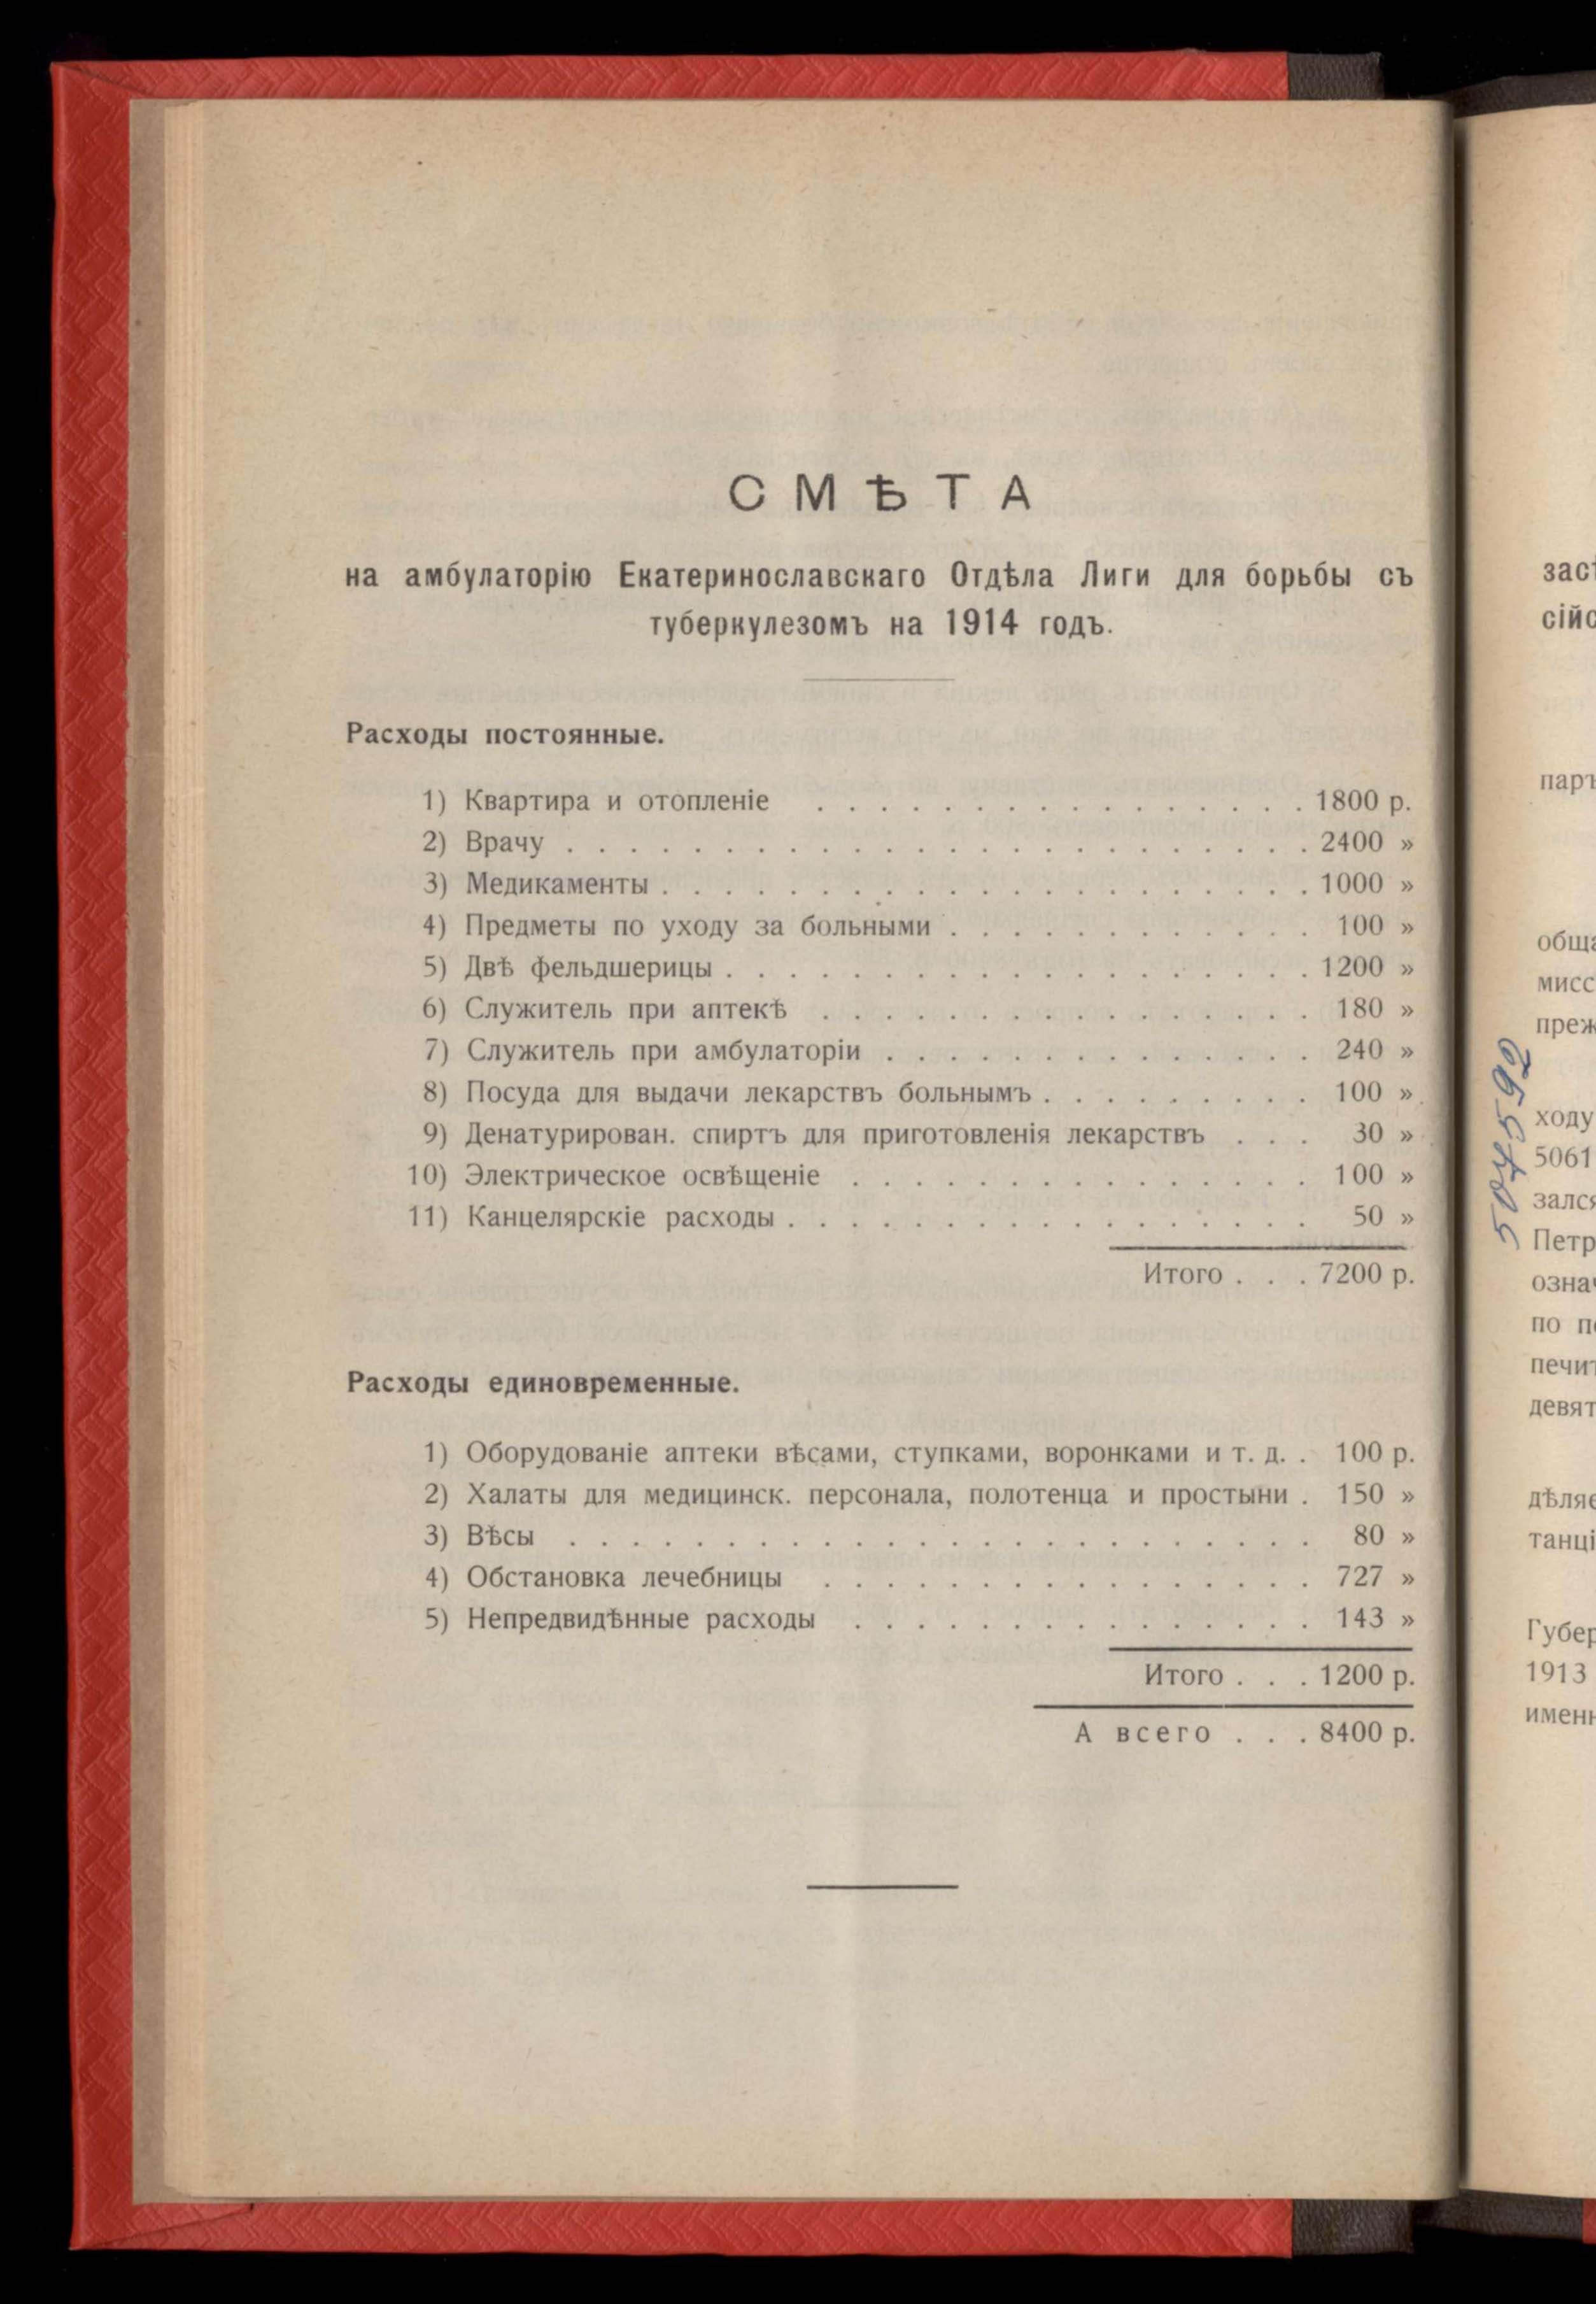 СМѢТА
на амбулаторію Екатеринославскаго Отдѣла Лиги для борьбы съ
туберкулезомъ на 1914 годъ.
Расходы постоянные.
1) Квартира и отопленіе . . . . . . . . . . . . . . . . 1800 р.
2) Врачу . . . . . . . . . . . . . . . . . . . . . . . . 2400 »
3) Медикаменты . . . . . . . . . . . . . . . . . . . . . 1000 »
4) Предметы по уходу за больными . . . . . . . . . . . . 100 »
5) Двѣ фельдшерицы . . . . . . . . . . . . . . . . . . . 1200 »
6) Служитель при аптекѣ . . . . . . . . . . . . . . . . 180 »
7) Служитель при амбулаторіи . . . . . . . . . . . . . . 240 »
8) Посуда для выдачи лекарствъ больнымъ . . . . . . . . . 100 »
9) Денатурирован. спиртъ для приготовленія лекарствъ . . . 30 »
10) Электрическое освѣщеніе . . . . . . . . . . . . . . . 100 »
11) Канцелярскіе расходы . . . . . . . . . . . . . . . . . 50 »
Итого . . . 7200 р.
Расходы единовременные.
1) Оборудованіе аптеки вѣсами, ступками, воронками и т. д. . 100 р.
2) Халаты для медицинск. персонала, полотенца и простыни . 150 »
3) Вѣсы . . . . . . . . . . . . . . . . . . . . . . . . 80 »
4) Обстановка лечебницы . . . . . . . . . . . . . . . . 727 »
5) Непредвидѣнные расходы . . . . . . . . . . . . . . . 143 »
Итого . . . 1200 р.
А всего . . . 8400 р.
5061
Петр
1913